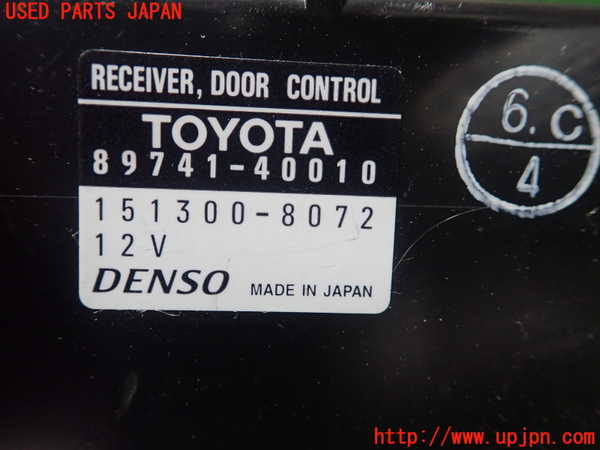 USED PARTS JAPAN
RECEIVER, DOOR CONTROL
TOYOTA
89741-40010
151300-8072
12V
DENSO MADE IN JAPAN
6.C
4
http://www.upjpn.com/